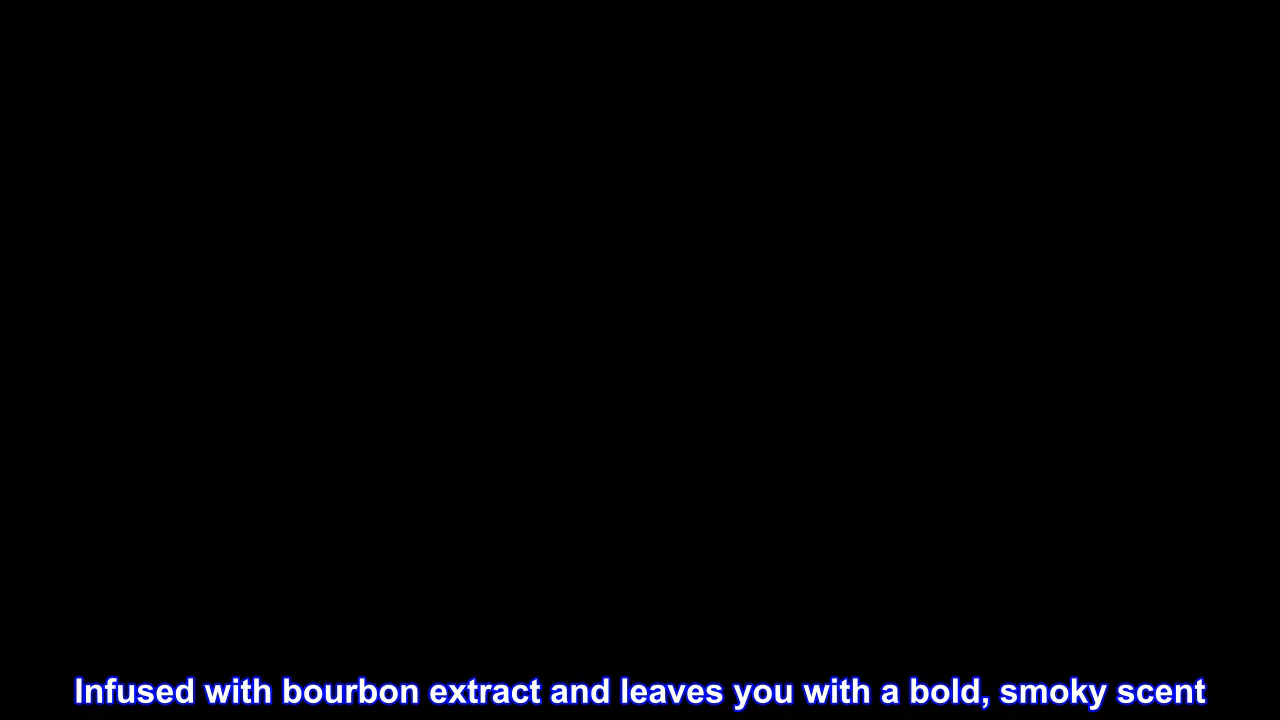 Infused with bourbon extract and leaves you with a bold, smoky scent